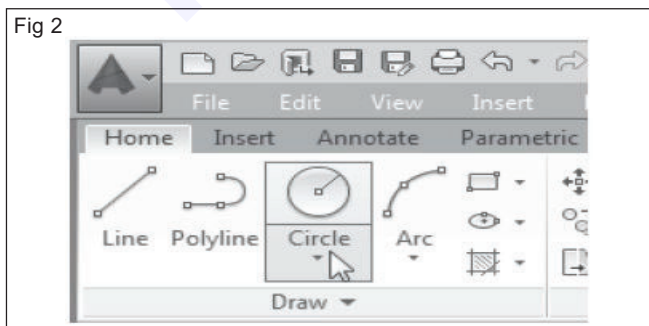 Fig 2
File Edit View Insert
Home Insert Annotate Parametric
Line Polyline Circle Arc
Draw